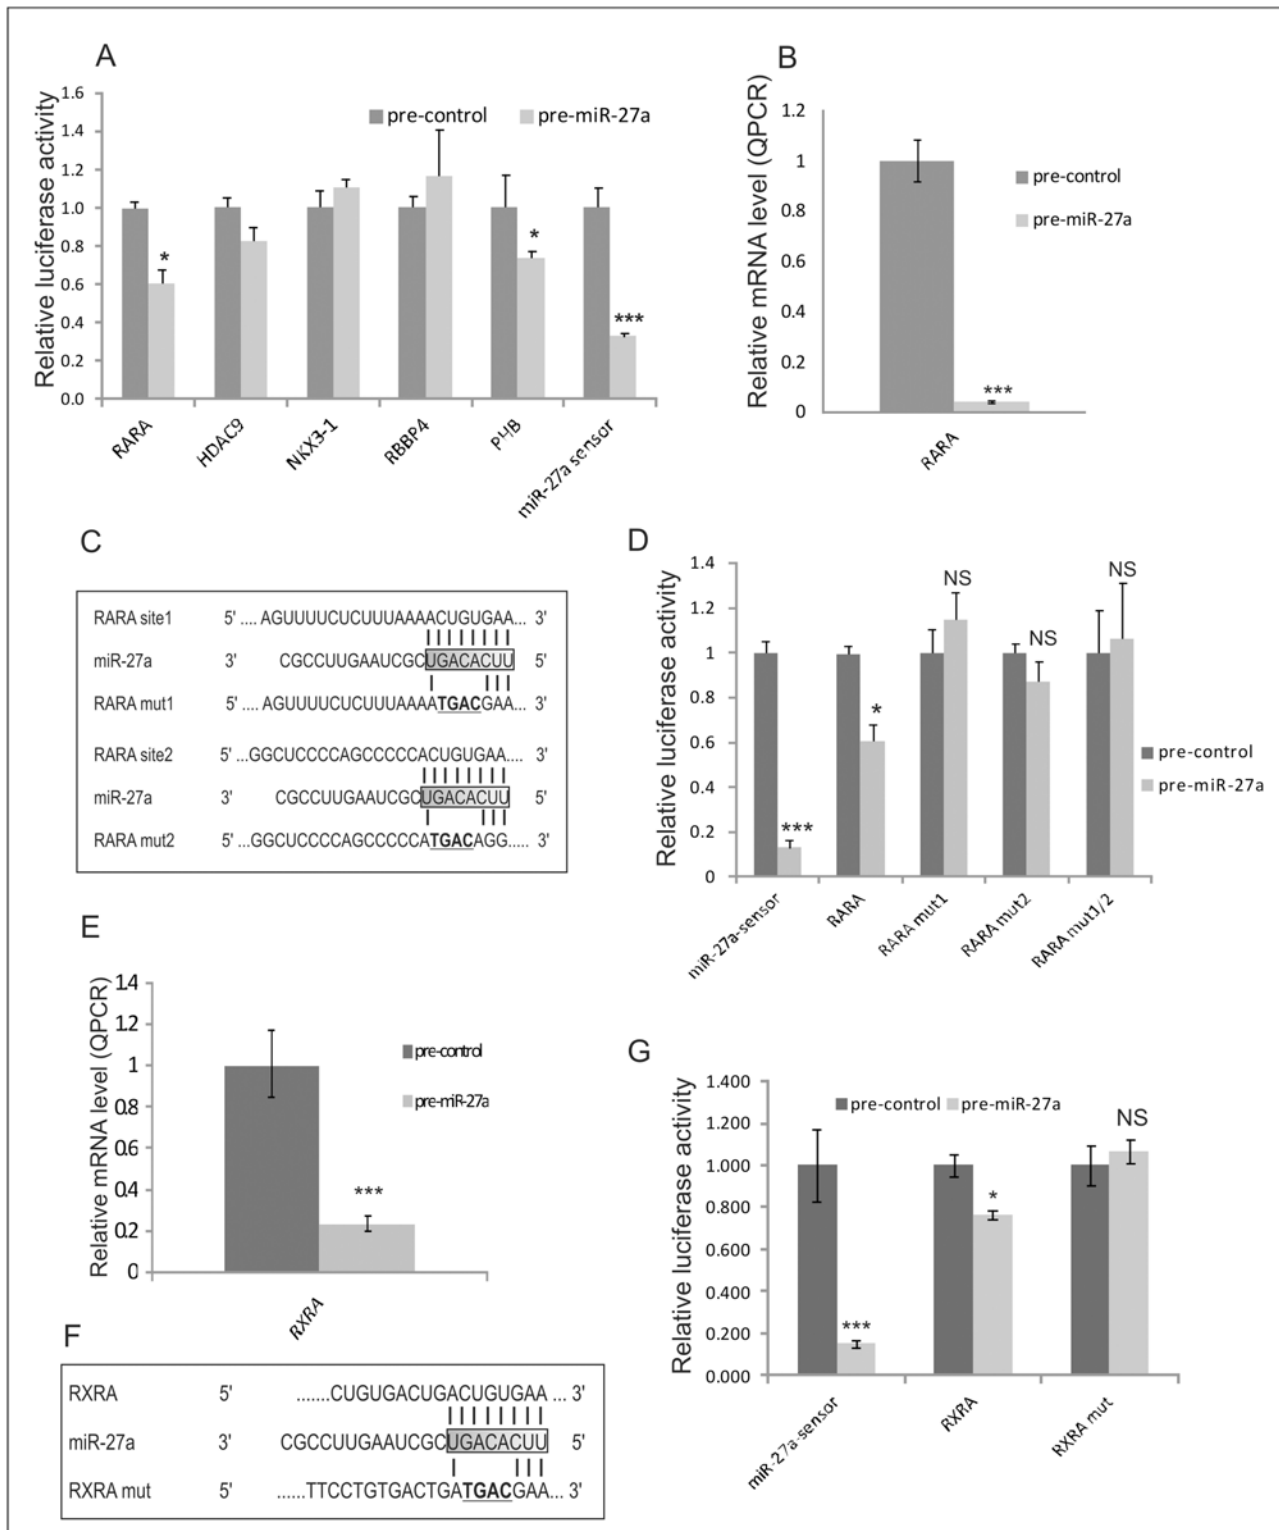 A
Relative luciferase activity
1.6
1.4
1.2
1.0
0.8
0.6
0.4
0.2
0.0
pre-control pre-miR-27a
* * ***
RARA HDAC9 NKX3-1 RBBP4 PHB miR-27a sensor
B
Relative mRNA level (QPCR)
1.2
1
0.8
0.6
0.4
0.2
0
pre-control
pre-miR-27a
***
RARA
C
RARA site1 5' .... AGUUUUCUCUUUAAAACUGUGAA... 3'
miR-27a 3' CGCCUUGAAUCGCUGACACUU 5'
RARA mut1 5' .... AGUUUUCUCUUUAAAATGACGAA... 3'
RARA site2 5' ...GGCUCCCCAGCCCCCACUGUGAA.... 3'
miR-27a 3' CGCCUUGAAUCGCUGACACUU 5'
RARA mut2 5' ...GGCUCCCCAGCCCCCATGACAGG..... 3'
D
Relative luciferase activity
1.4
1.2
1
0.8
0.6
0.4
0.2
0
*** * NS NS NS
pre-control
pre-miR-27a
miR-27a-sensor RARA RARA mut1 RARA mut2 RARA mut1/2
E
Relative mRNA level (QPCR)
1.4
1.2
1
0.8
0.6
0.4
0.2
0
pre-control
pre-miR-27a
***
RXRA
F
RXRA 5' .......CUGUGACUGACUGUGAA ... 3'
miR-27a 3' CGCCUUGAAUCGCUGACACUU 5'
RXRA mut 5' ......TTCCTGTGACTGATGACGAA... 3'
G
Relative luciferase activity
1.400
1.200
1.000
0.800
0.600
0.400
0.200
0.000
pre-control pre-miR-27a
*** * NS
miR-27a-sensor RXRA RXRA mut